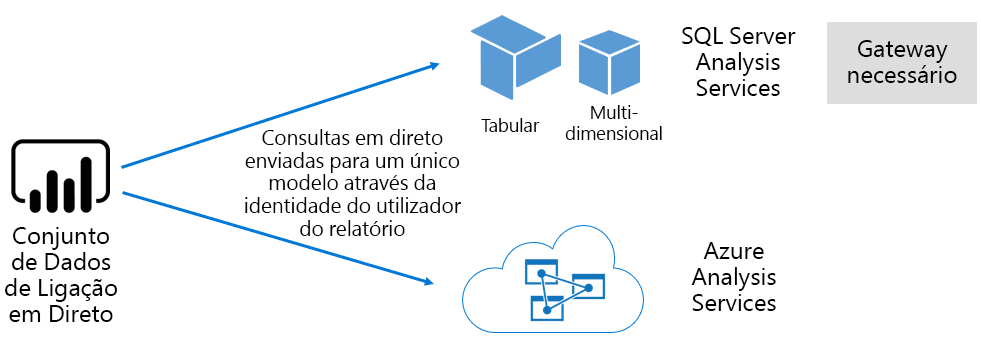 SQL Server
Analysis
Services
Gateway
necessário
Tabular
Multi-
dimensional
Consultas em direto
enviadas para um único
modelo através da
identidade do utilizador
do relatório
Conjunto
de Dados
de Ligação
em Direto
Azure
Analysis
Services